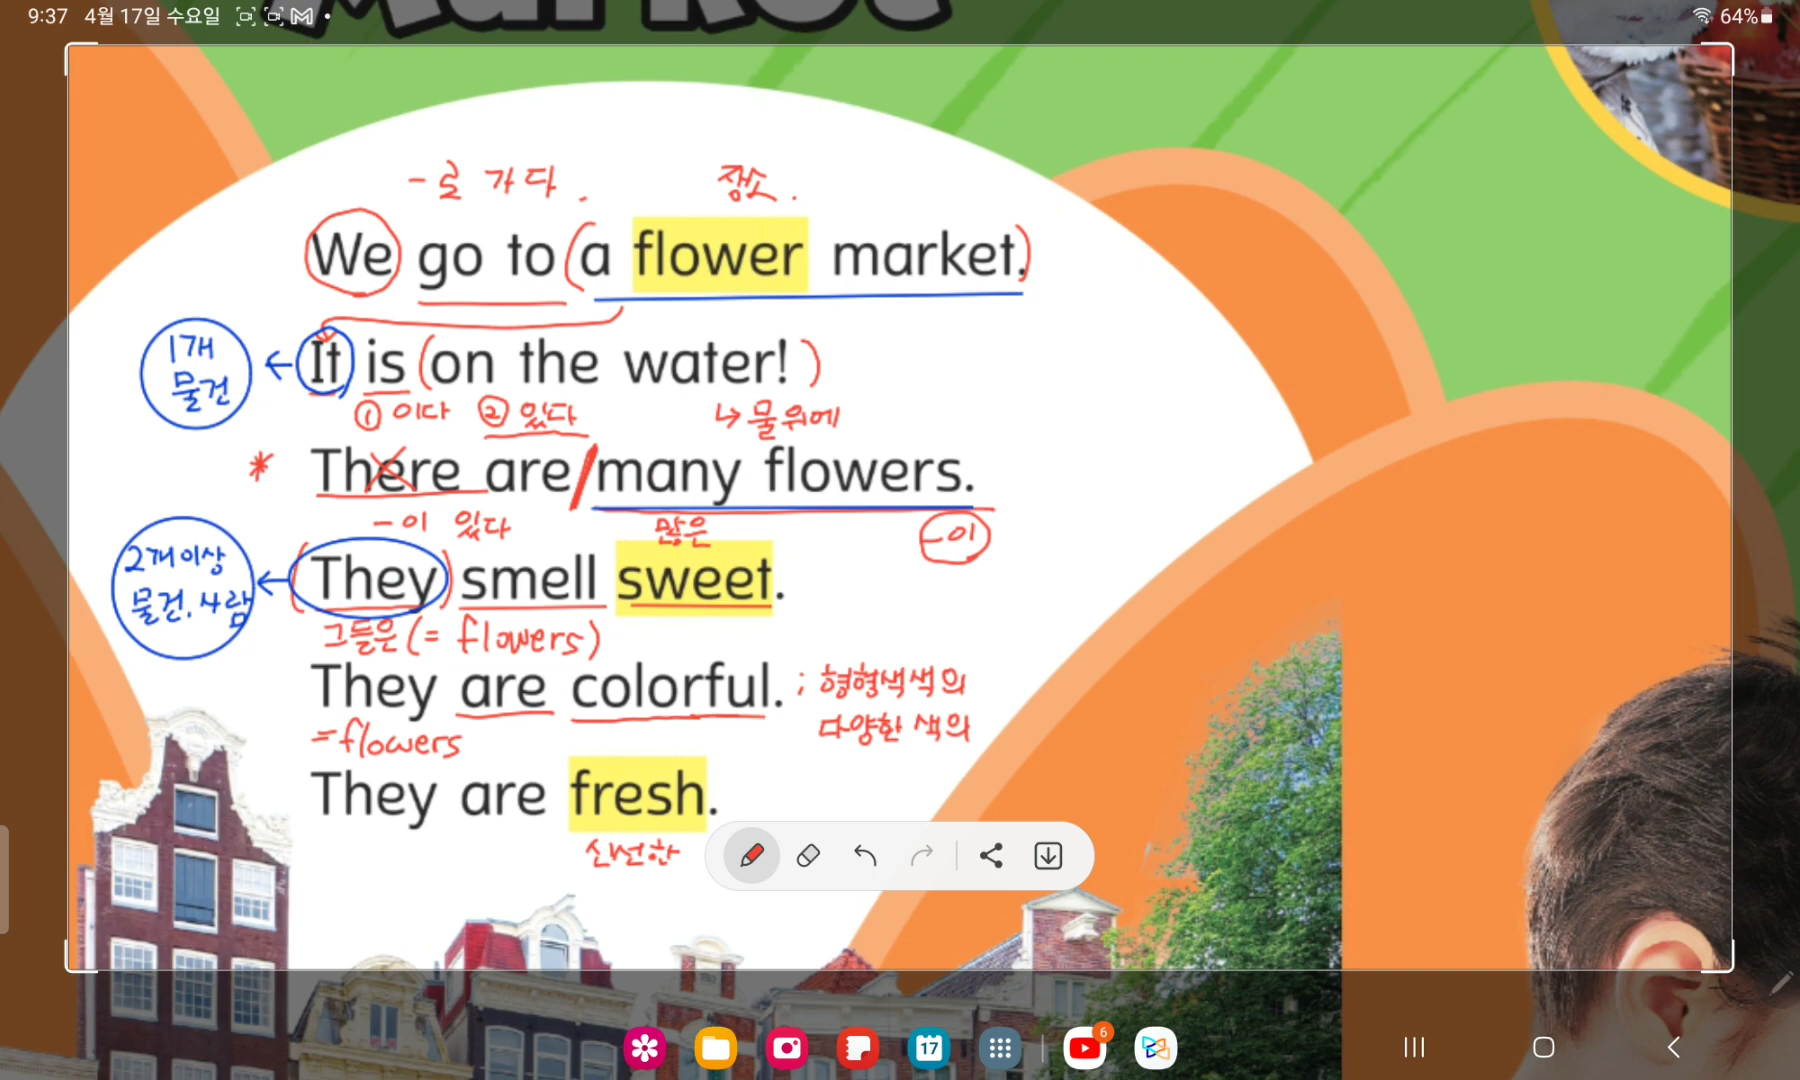 9:37 4월 17일 수요일
64%
-로 가다. 장소.
We go to (a flower market.)
1개
물건
It is (on the water!)
① 이다 ② 있다 ↳ 물위에
* There are/many flowers.
-이 있다 많은 -이
2개이상
물건, 사람
(They) smell sweet.
그들은 (= flowers)
They are colorful. ; 형형색색의
다양한 색의
=flowers
They are fresh.
신선한
17
6